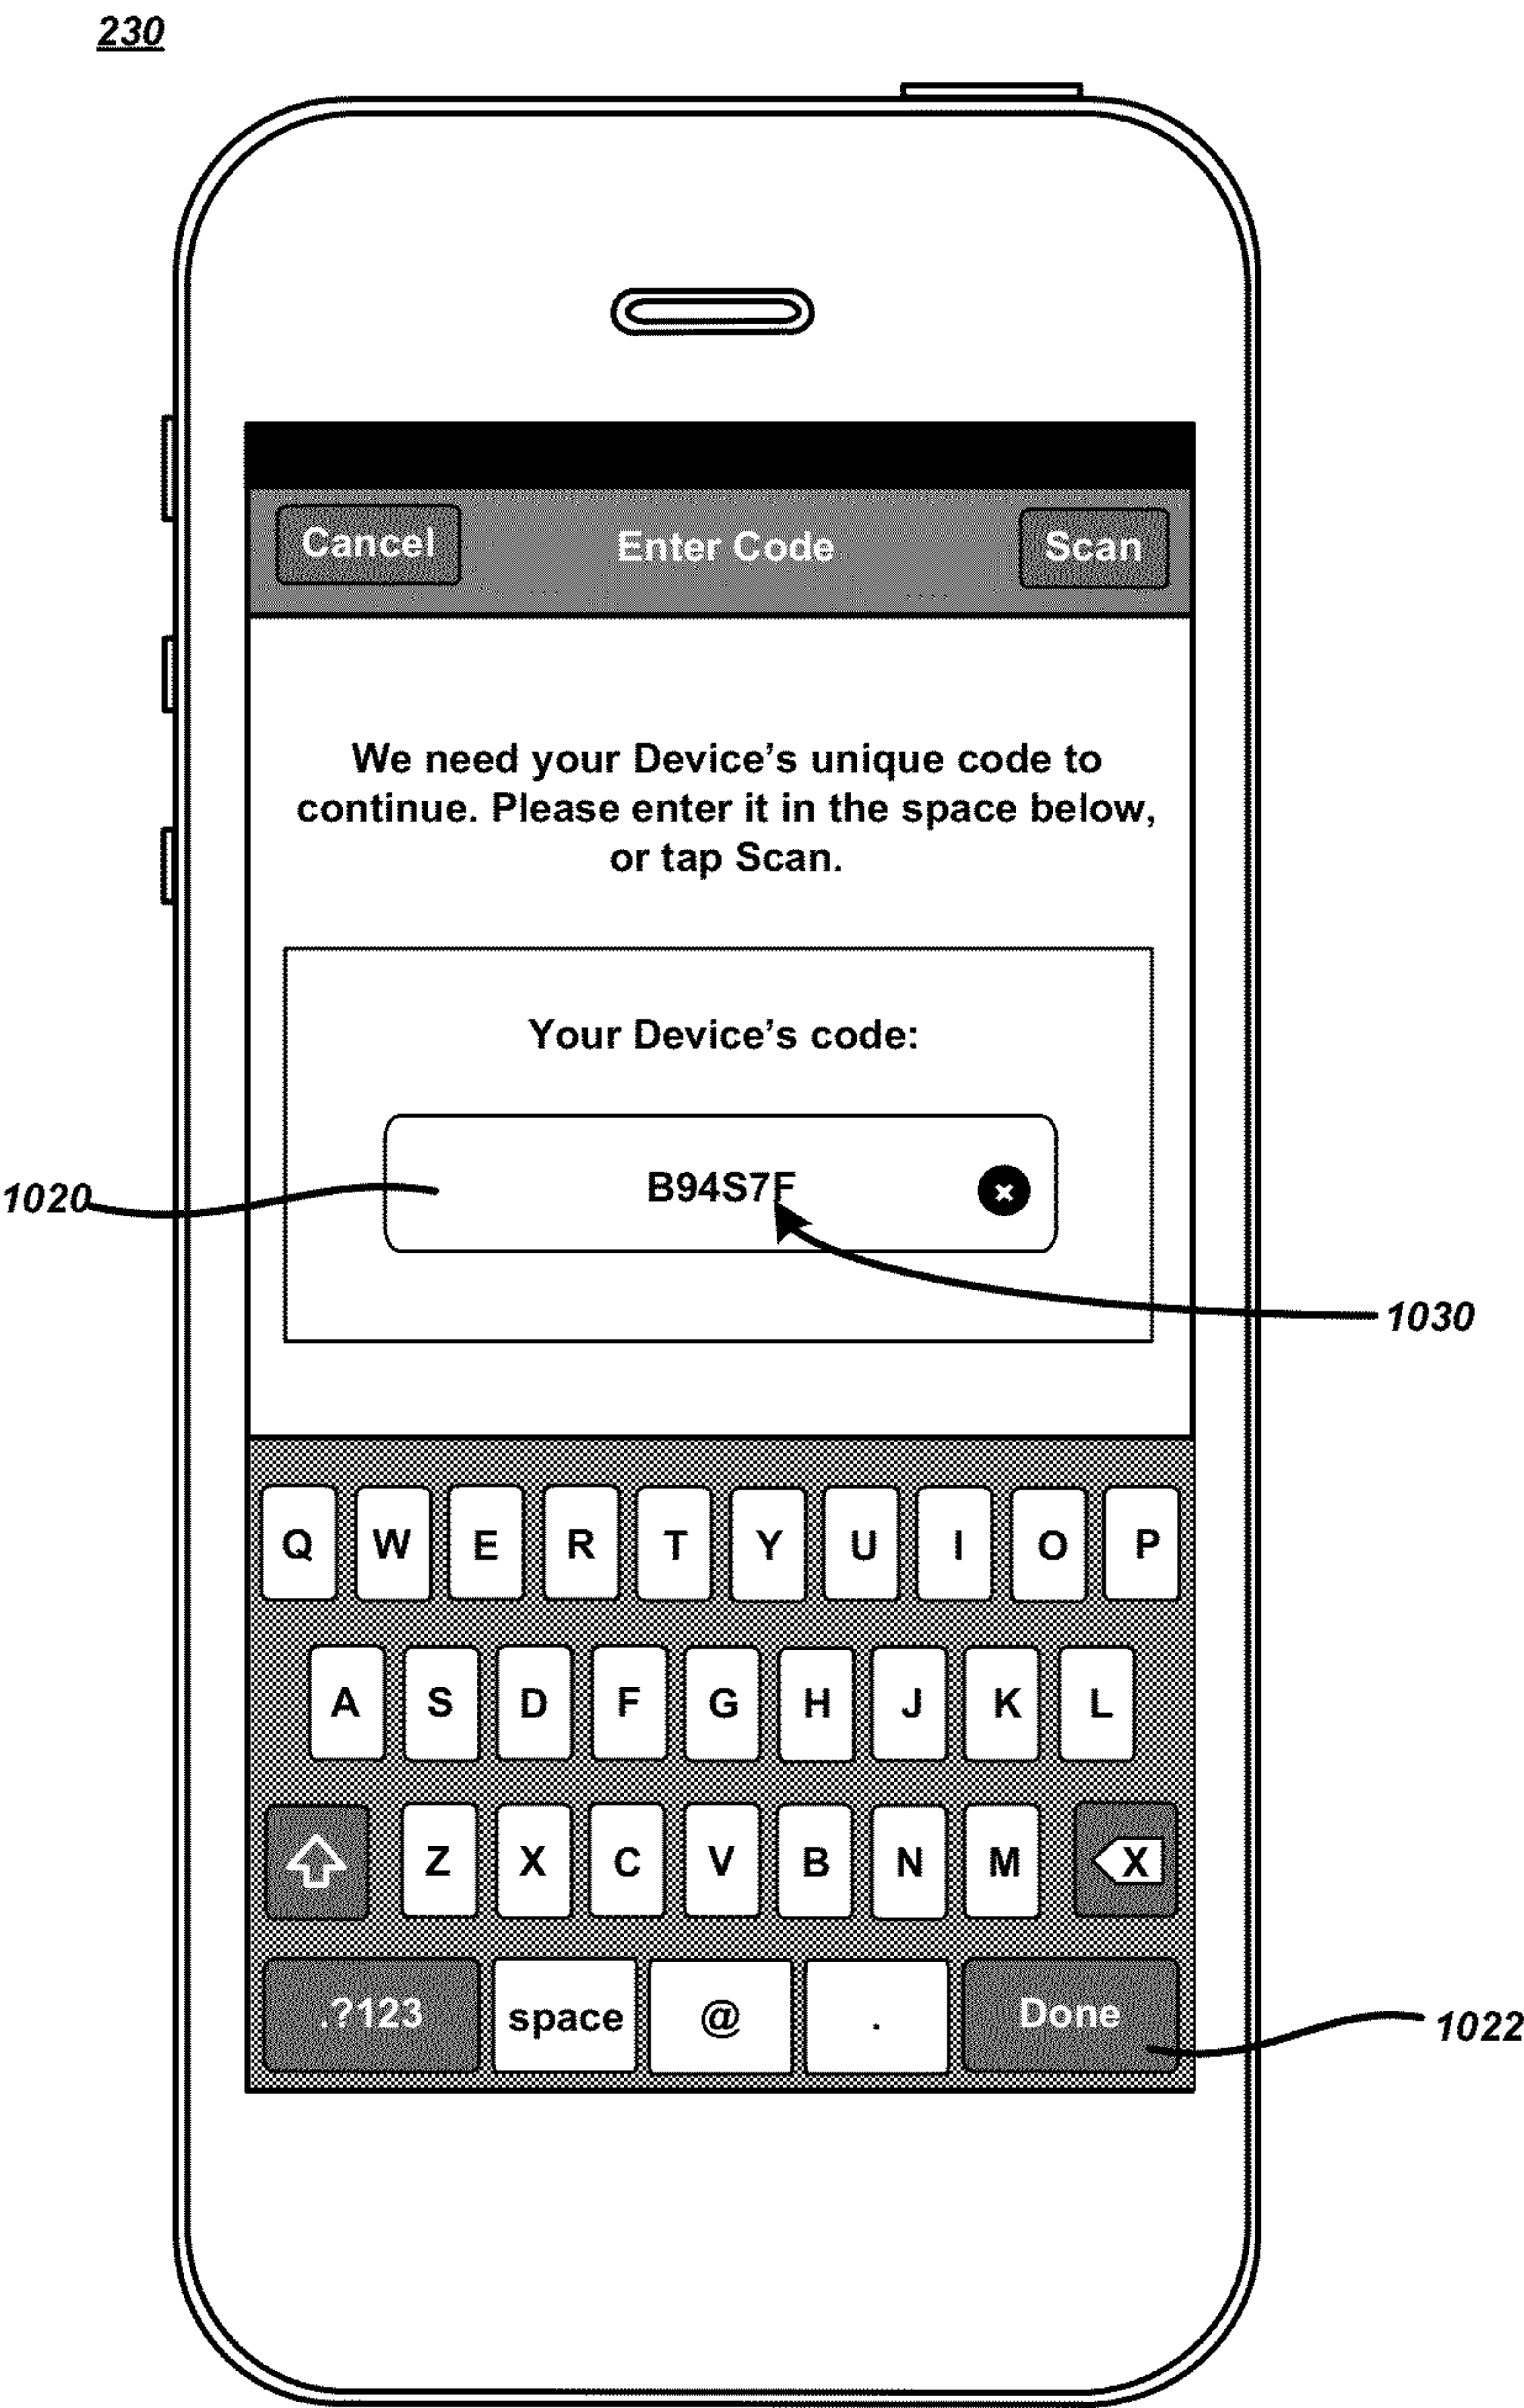 230
Cancel Enter Code Scan
We need your Device’s unique code to
continue. Please enter it in the space below,
or tap Scan.
Your Device’s code:
1020 B94S7F ×
1030
Q W E R T Y U I O P
A S D F G H J K L
Z X C V B N M X
.?123 space @ . Done
1022